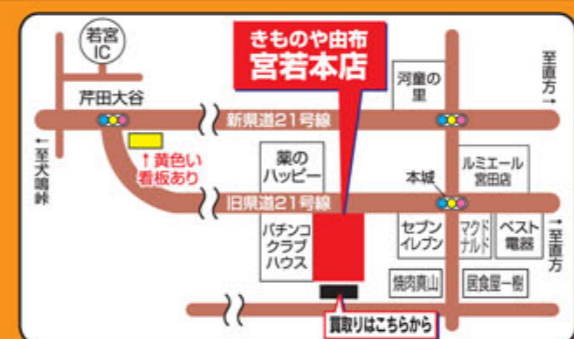 若宮
IC
芹田大谷
きものや由布
宮若本店
河童の
里
至直方→
新県道21号線
←至犬鳴峠
↑黄色い
看板あり
薬の
ハッピー
本城
ルミエール
宮田店
旧県道21号線
パチンコ
クラブ
ハウス
セブン
イレブン
マクド
ナルド
ベスト
電器
→至直方
焼肉真山
居食屋一樹
買取りはこちらから